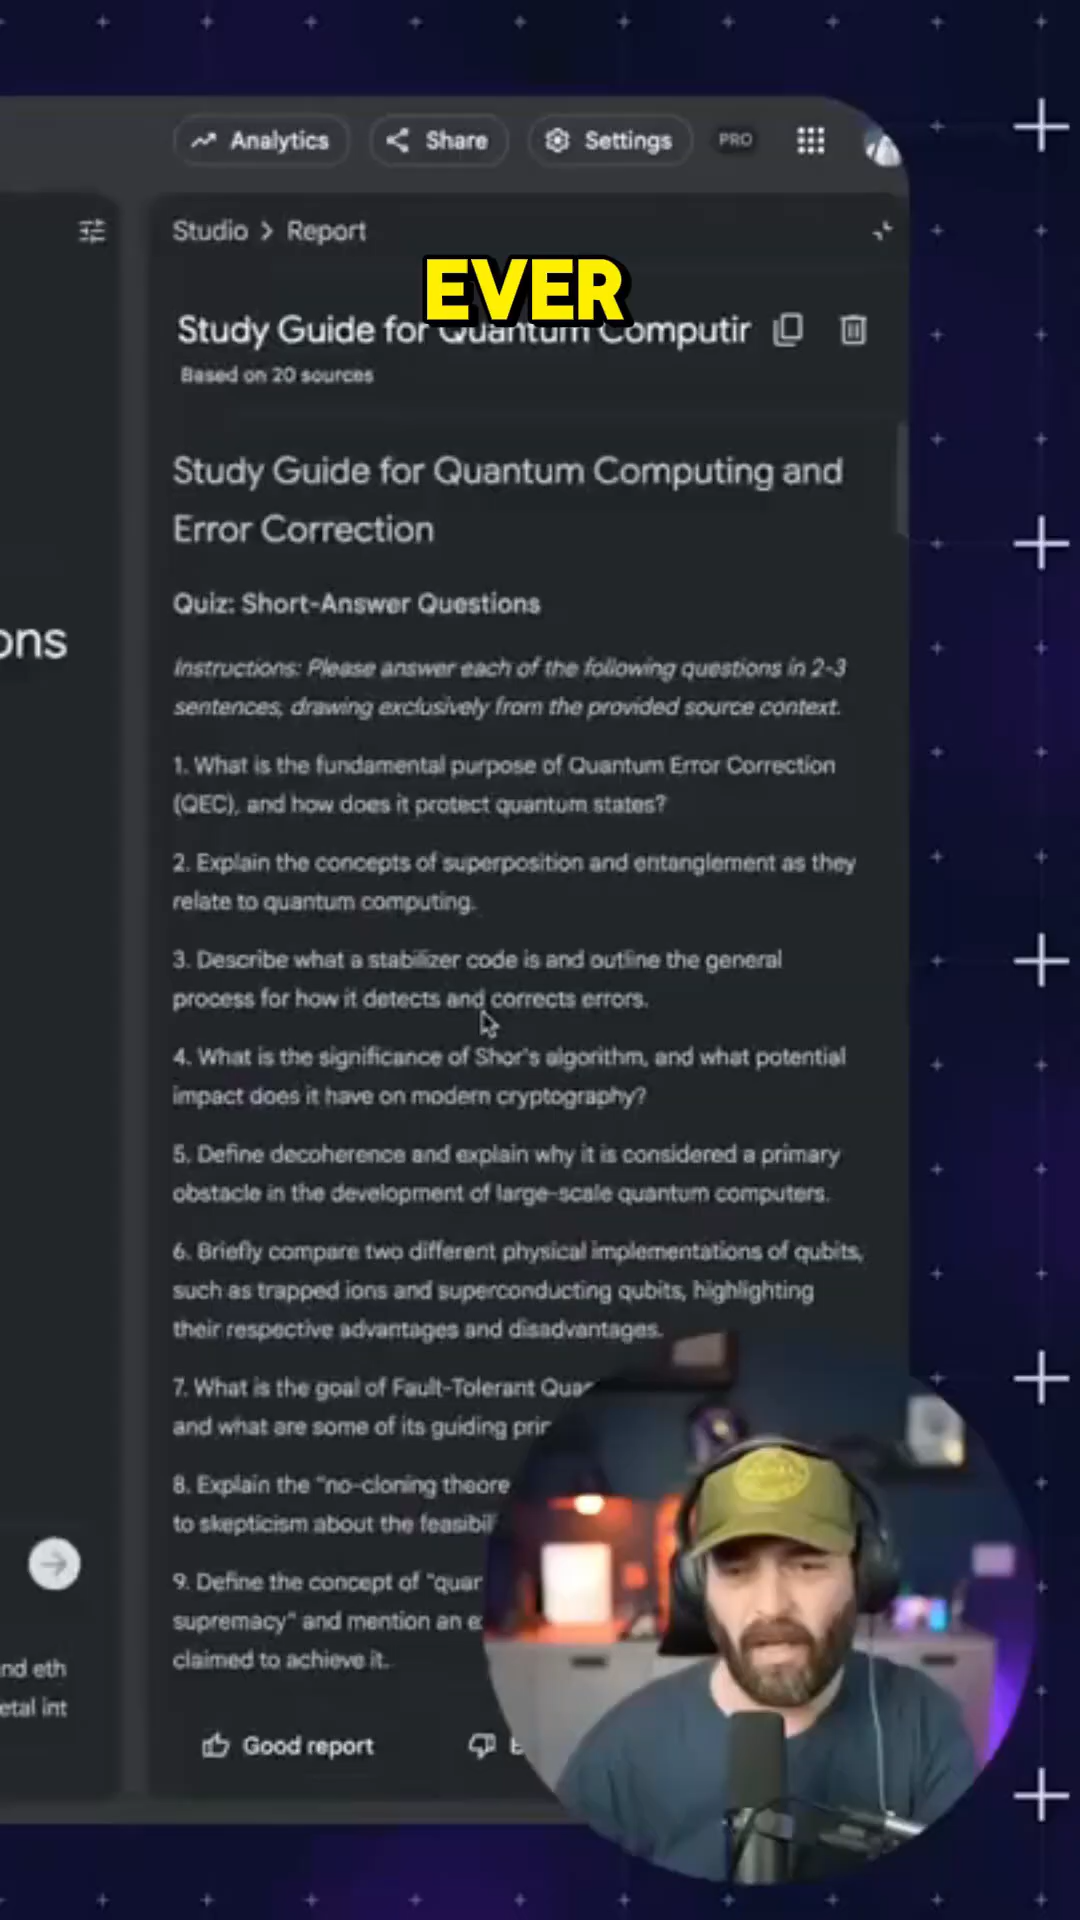 Analytics Share Settings PRO
Studio > Report
EVER
Study Guide for Quantum Computin
Based on 20 sources
Study Guide for Quantum Computing and
Error Correction
Quiz: Short-Answer Questions
ons
Instructions: Please answer each of the following questions in 2-3
sentences, drawing exclusively from the provided source context.
1. What is the fundamental purpose of Quantum Error Correction
(QEC), and how does it protect quantum states?
2. Explain the concepts of superposition and entanglement as they
relate to quantum computing.
3. Describe what a stabilizer code is and outline the general
process for how it detects and corrects errors.
4. What is the significance of Shor's algorithm, and what potential
impact does it have on modern cryptography?
5. Define decoherence and explain why it is considered a primary
obstacle in the development of large-scale quantum computers.
6. Briefly compare two different physical implementations of qubits,
such as trapped ions and superconducting qubits, highlighting
their respective advantages and disadvantages.
7. What is the goal of Fault-Tolerant Qua
and what are some of its guiding prin
8. Explain the "no-cloning theore
to skepticism about the feasibil
9. Define the concept of "quan
supremacy" and mention an e
claimed to achieve it.
nd eth
etal int
Good report